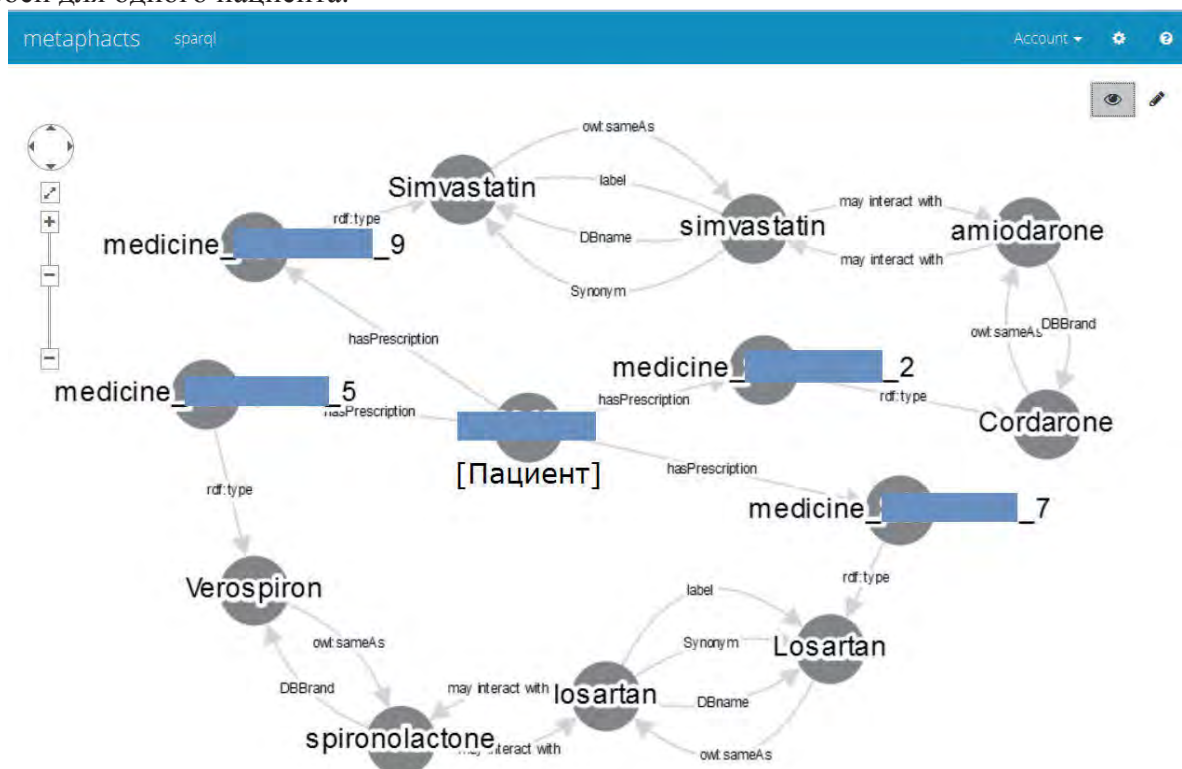 для одного пациента.
metaphacts sparql Account
owl:sameAs
Simvastatin
label
simvastatin
may interact with
amiodarone
rdf:type
medicine_ _9
DBname
may interact with
Synonym
owl:sameAs
DBBrand
hasPrescription
medicine_ _2
rdf:type
medicine_ _5
hasPrescription
hasPrescription
Cordarone
[Пациент]
hasPrescription
rdf:type
medicine_ _7
Verospiron
rdf:type
label
owl:sameAs
Synonym
Losartan
DBBrand
may interact with
losartan
DBname
spironolactone
may interact with
owl:sameAs